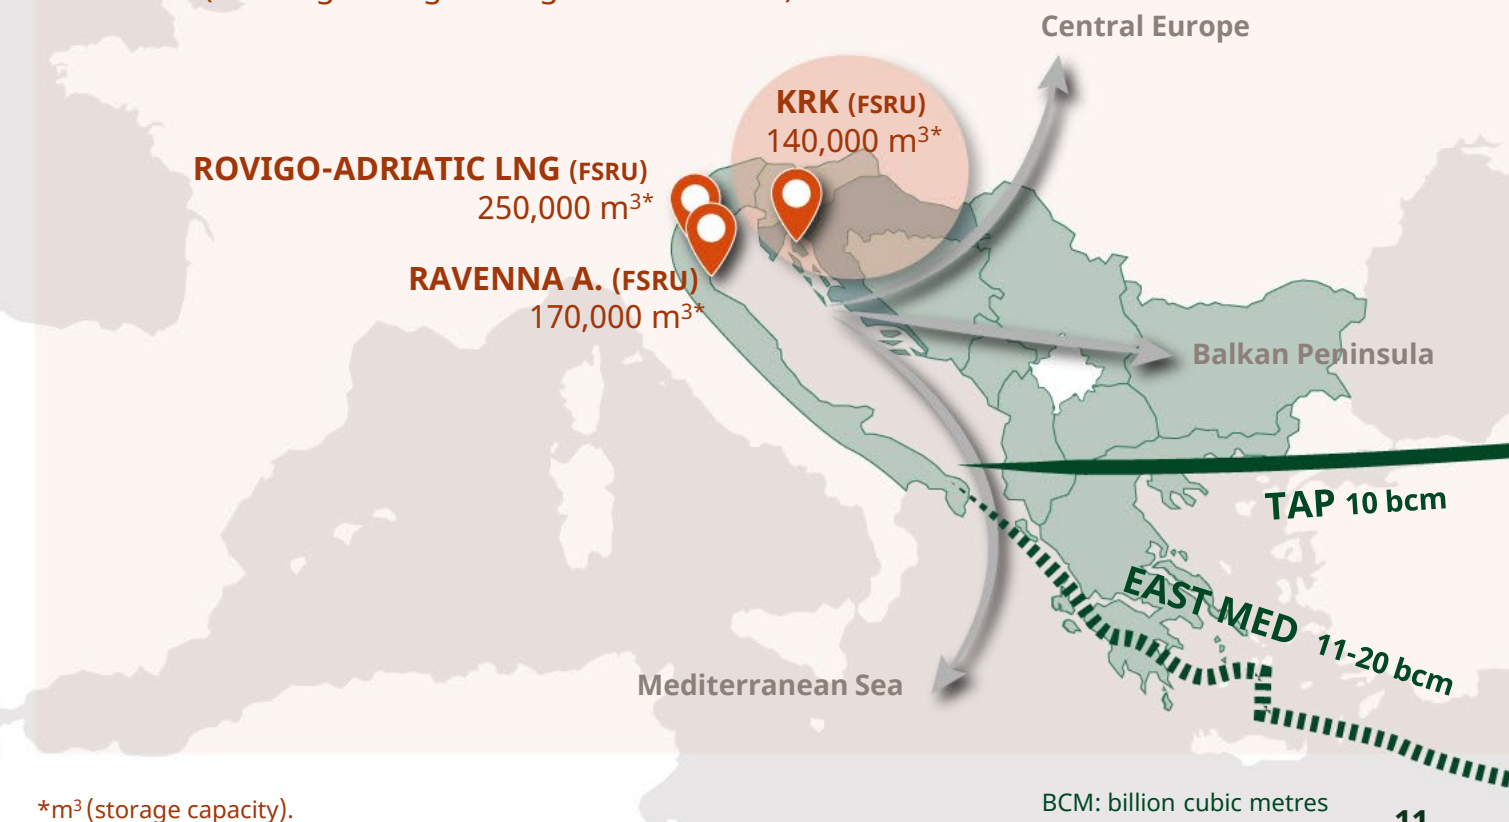 Central Europe
KRK (FSRU)
140,000 m³*
ROVIGO-ADRIATIC LNG (FSRU)
250,000 m³*
RAVENNA A. (FSRU)
170,000 m³*
Balkan Peninsula
TAP 10 bcm
EAST MED 11-20 bcm
Mediterranean Sea
*m³ (storage capacity).
BCM: billion cubic metres
11